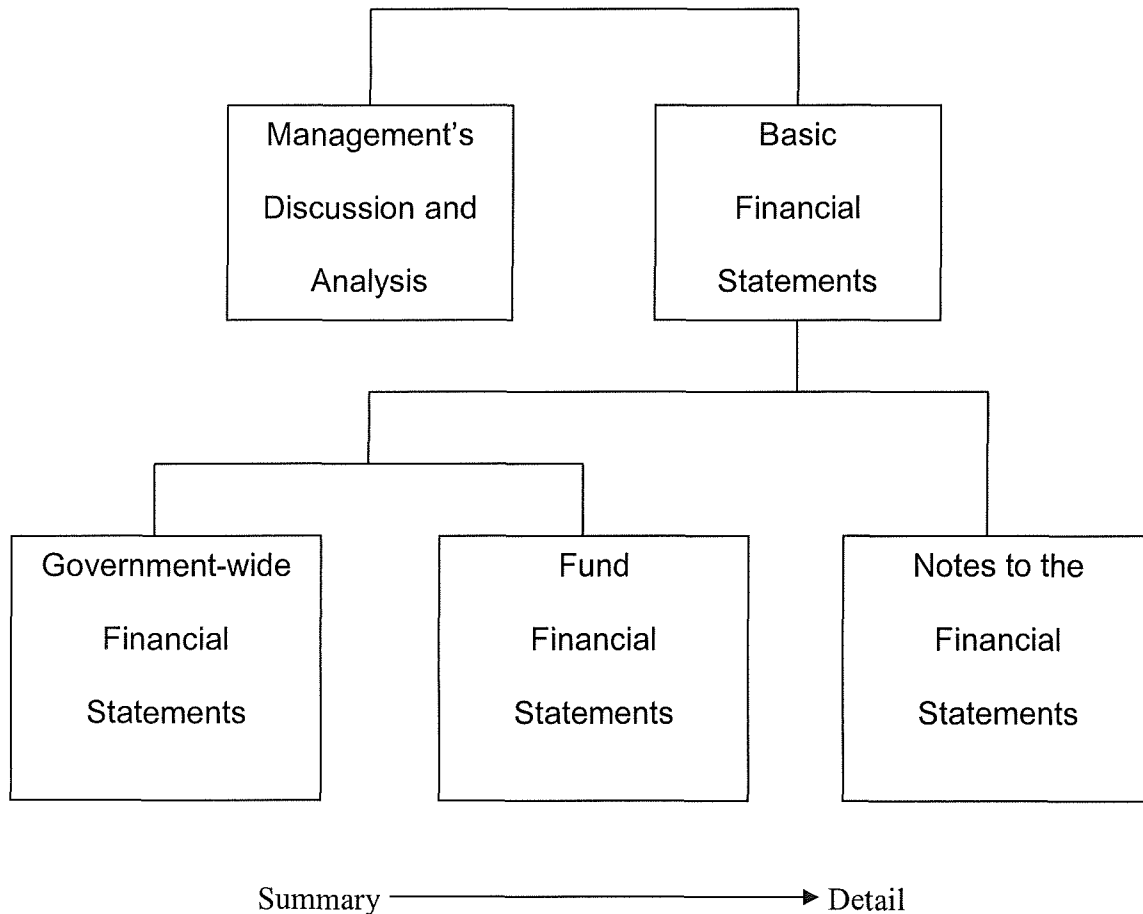 Management's
Discussion and
Analysis
Basic
Financial
Statements
Government-wide
Financial
Statements
Fund
Financial
Statements
Notes to the
Financial
Statements
Summary Detail